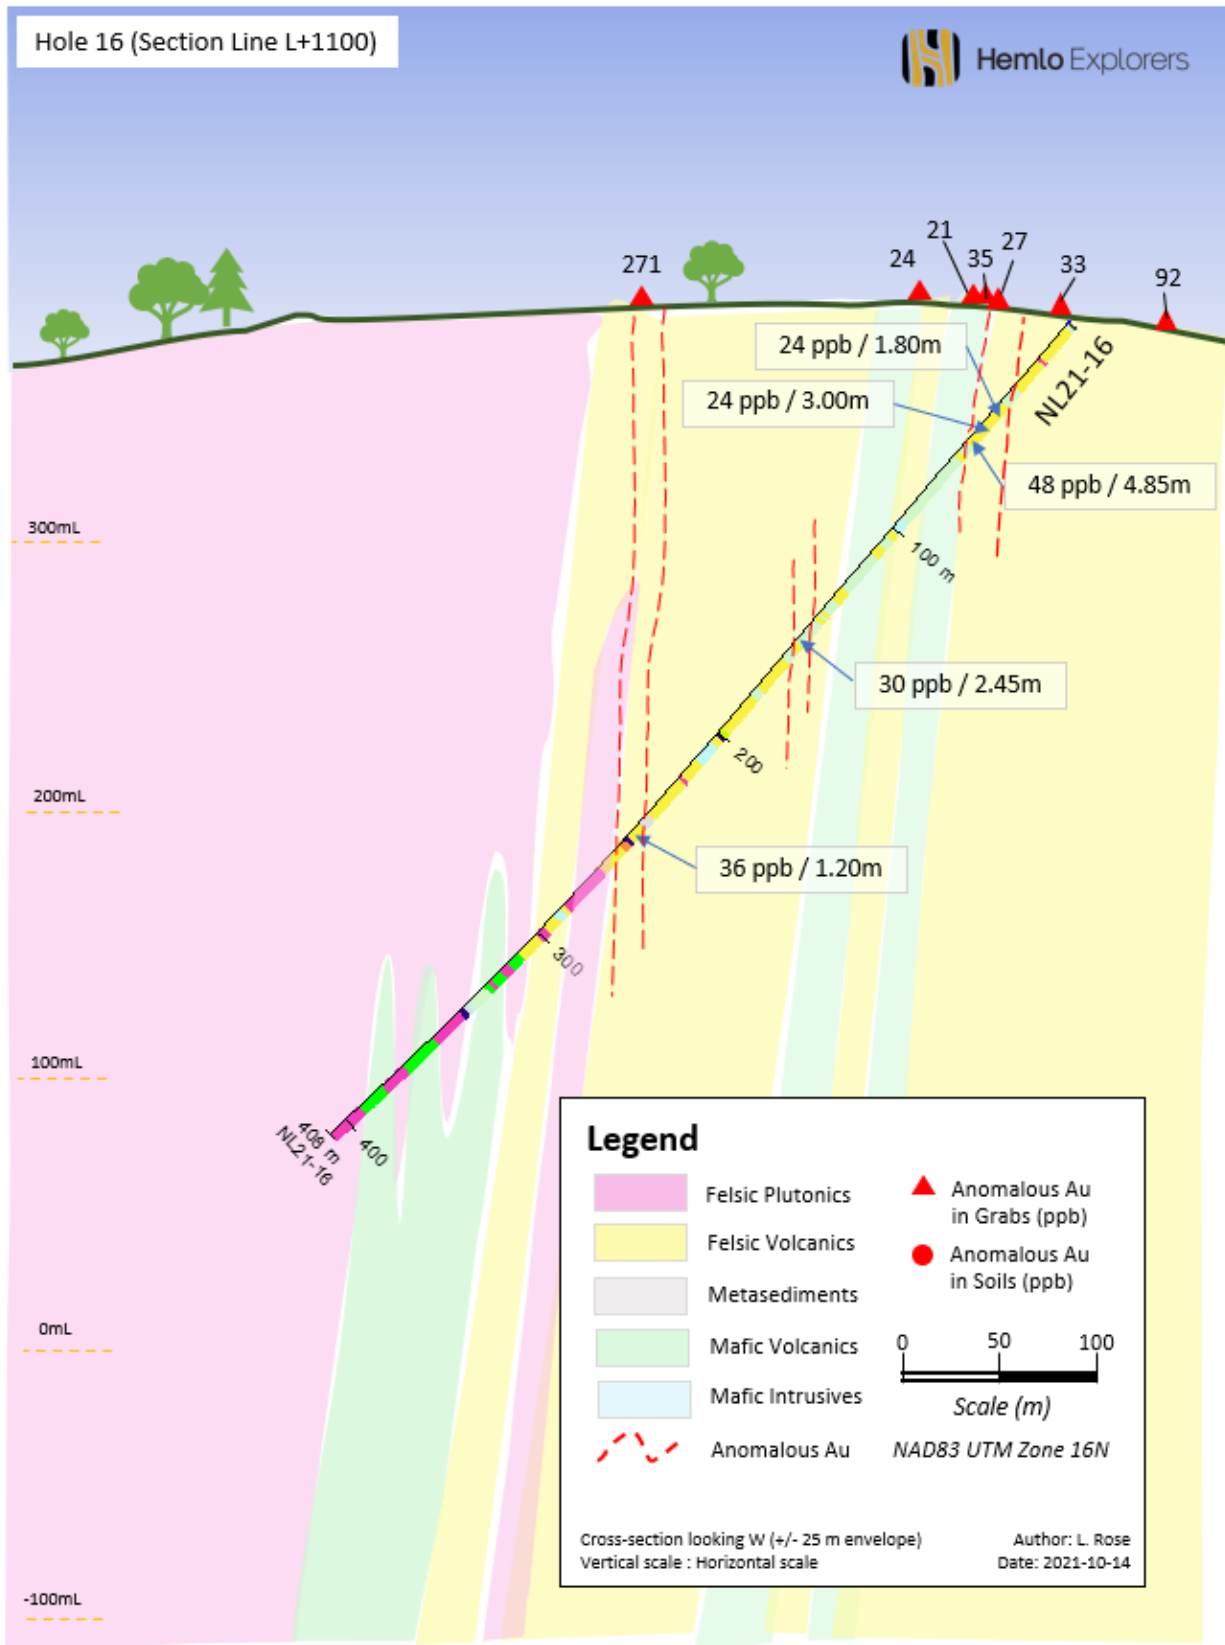 Hole 16 (Section Line L+1100)
Hemlo Explorers
271
24
21
35
27
33
92
24 ppb / 1.80m
24 ppb / 3.00m
NL21-16
48 ppb / 4.85m
300mL
100 m
30 ppb / 2.45m
200
200mL
36 ppb / 1.20m
300
100mL
408 m
NL21-16
400
Legend
Felsic Plutonics
Felsic Volcanics
Metasediments
Mafic Volcanics
Mafic Intrusives
Anomalous Au
Anomalous Au
in Grabs (ppb)
Anomalous Au
in Soils (ppb)
0 50 100
Scale (m)
NAD83 UTM Zone 16N
Cross-section looking W (+/- 25 m envelope)
Vertical scale : Horizontal scale
Author: L. Rose
Date: 2021-10-14
0mL
-100mL